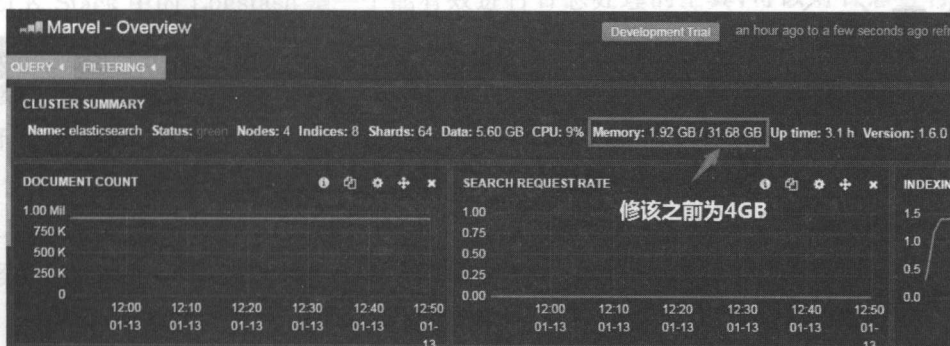 Marvel - Overview
Development Trial
an hour ago to a few seconds ago refr
QUERY
FILTERING
CLUSTER SUMMARY
Name: elasticsearch Status: green Nodes: 4 Indices: 8 Shards: 64 Data: 5.60 GB CPU: 9% Memory: 1.92 GB / 31.68 GB Up time: 3.1 h Version: 1.6.0
DOCUMENT COUNT
1.00 Mil
750 K
500 K
250 K
0
12:00 12:10 12:20 12:30 12:40 12:50
01-13 01-13 01-13 01-13 01-13 01-
13
SEARCH REQUEST RATE
修该之前为4GB
1.00
0.75
0.50
0.25
0.00
12:00 12:10 12:20 12:30 12:40 12:50
01-13 01-13 01-13 01-13 01-13 01-
13
INDEXIN
1.5
1.0
0.5
0.0